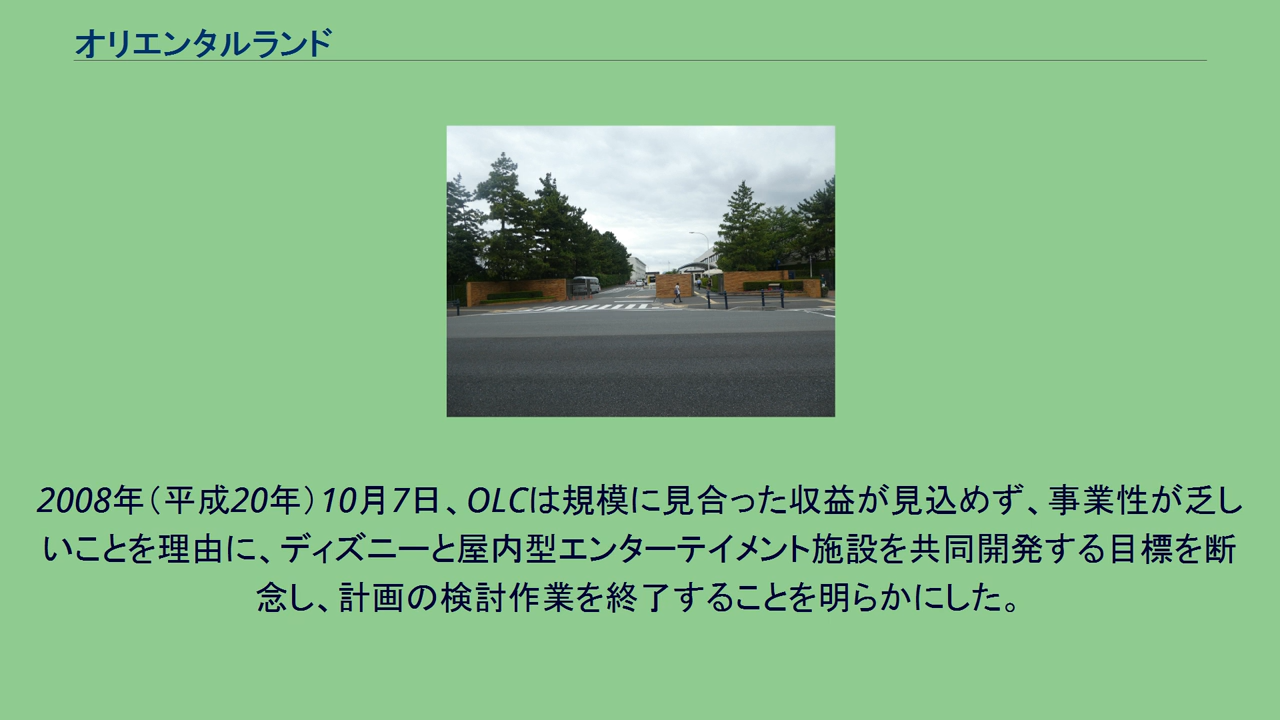 オリエンタルランド
2008年（平成20年）10月7日、OLCは規模に見合った収益が見込めず、事業性が乏し
いことを理由に、ディズニーと屋内型エンターテイメント施設を共同開発する目標を断
念し、計画の検討作業を終了することを明らかにした。